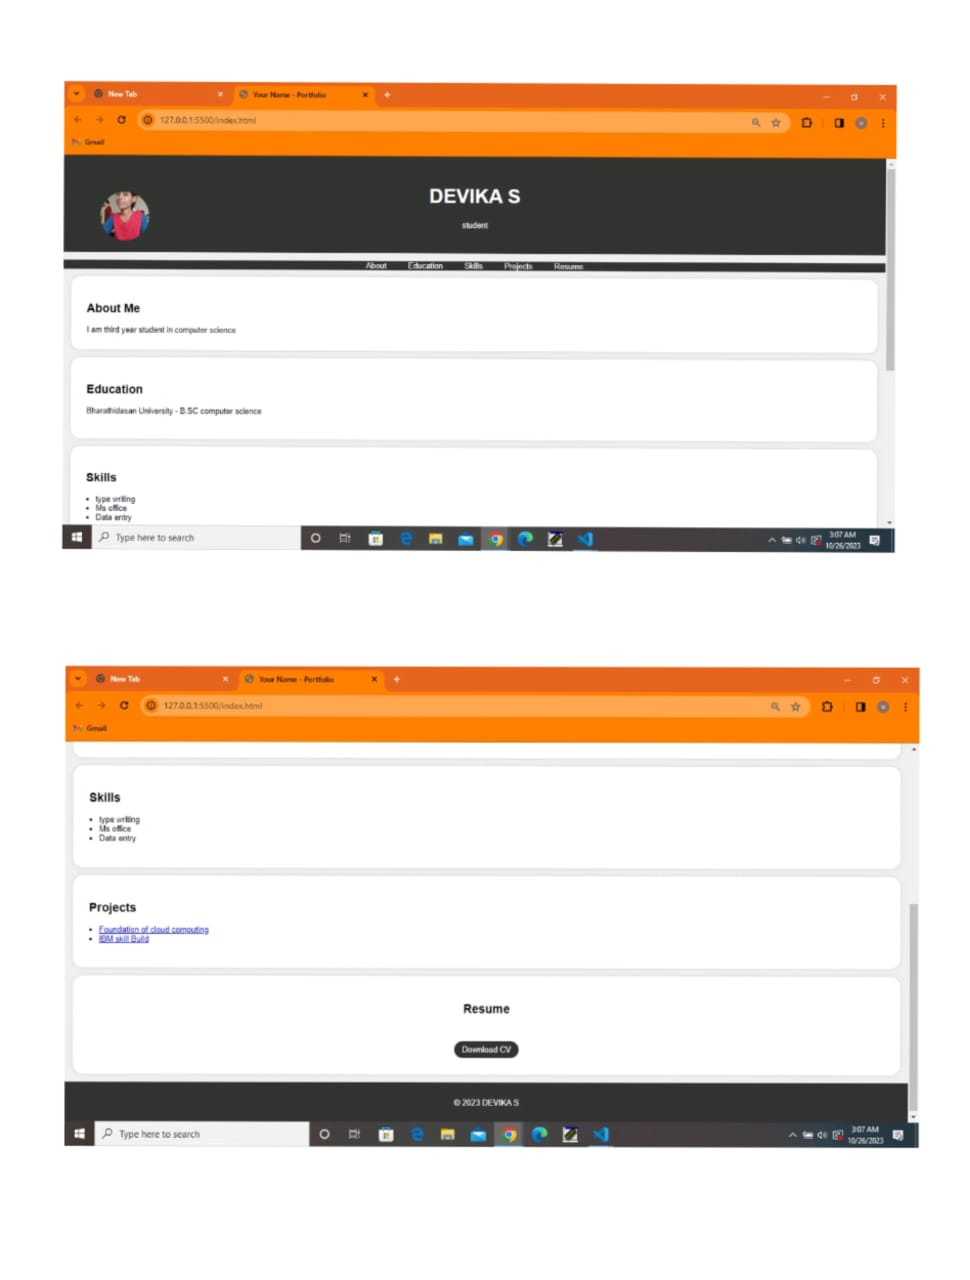 New Tab
Your Name - Portfolio
127.0.0.1:5500/index.html
Gmail
DEVIKA S
student
About Education Skills Projects Resume
About Me
I am third year student in computer science
Education
Bharathidasan University - B.SC computer science
Skills
type writing
Ms office
Data entry
Type here to search
3:07 AM
10/26/2023
New Tab
Your Name - Portfolio
127.0.0.1:5500/index.html
Gmail
Skills
type writing
Ms office
Data entry
Projects
Foundation of cloud computing
IBM skill Build
Resume
Download CV
© 2023 DEVIKA S
Type here to search
3:07 AM
10/26/2023